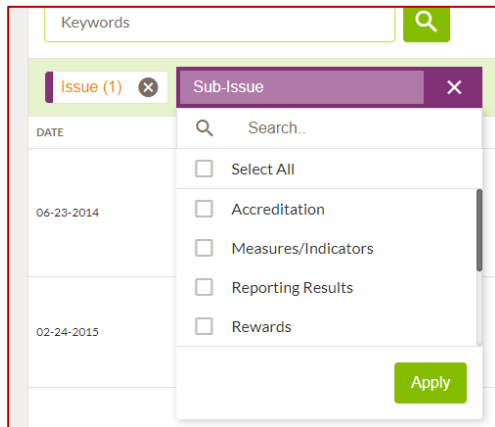 Keywords
Issue (1)
Sub-Issue
DATE
Search..
Select All
06-23-2014
Accreditation
Measures/Indicators
Reporting Results
02-24-2015
Rewards
Apply